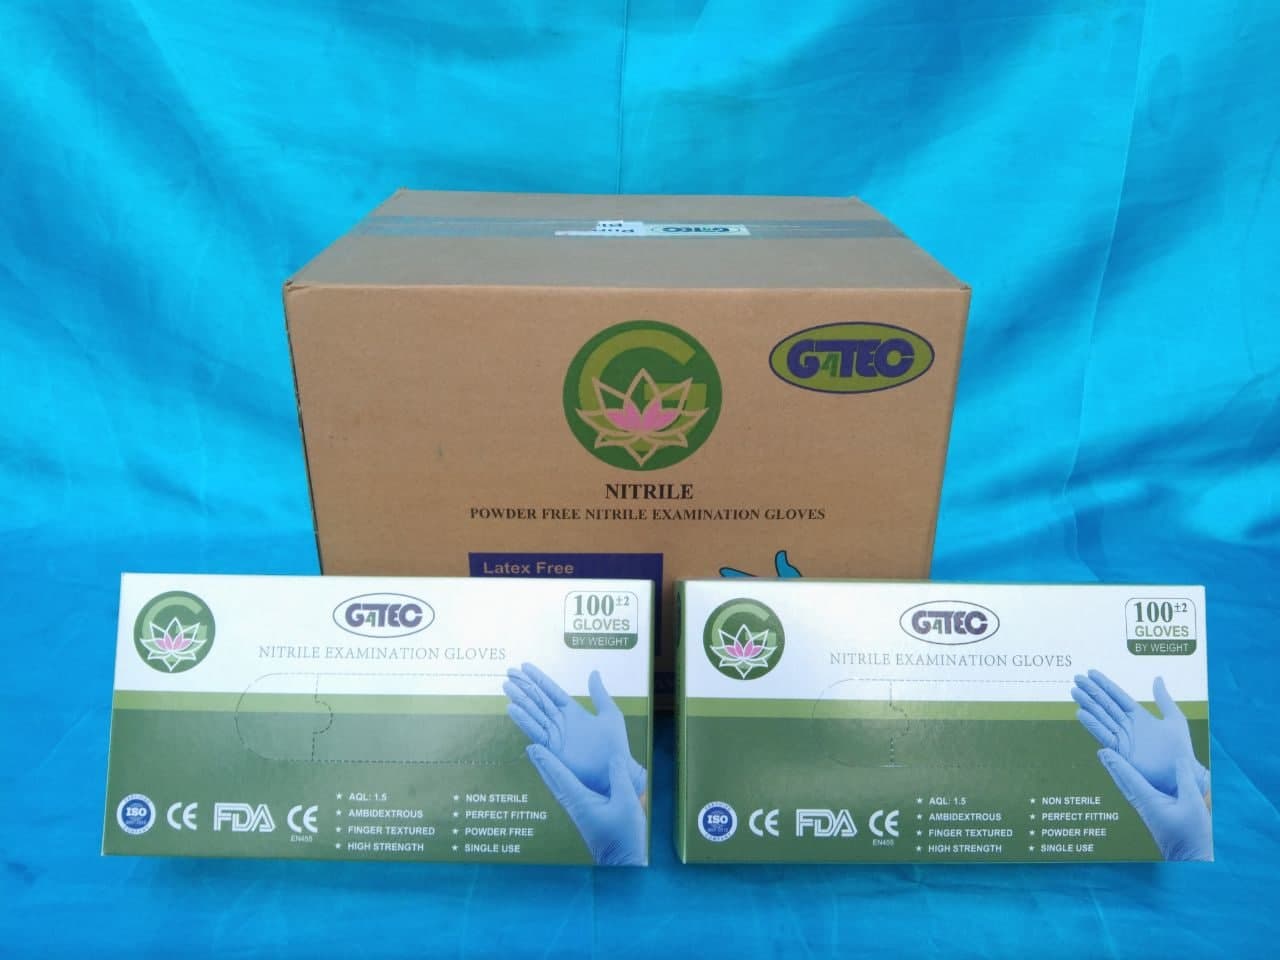 G4TEC
G4TEC
NITRILE
POWDER FREE NITRILE EXAMINATION GLOVES
Latex Free
G4TEC
NITRILE EXAMINATION GLOVES
100±2
GLOVES
BY WEIGHT
ISO
CE FDA CE
EN455
★ AQL: 1.5
★ AMBIDEXTROUS
★ FINGER TEXTURED
★ HIGH STRENGTH
★ NON STERILE
★ PERFECT FITTING
★ POWDER FREE
★ SINGLE USE
G4TEC
NITRILE EXAMINATION GLOVES
100±2
GLOVES
BY WEIGHT
ISO
CE FDA CE
EN455
★ AQL: 1.5
★ AMBIDEXTROUS
★ FINGER TEXTURED
★ HIGH STRENGTH
★ NON STERILE
★ PERFECT FITTING
★ POWDER FREE
★ SINGLE USE